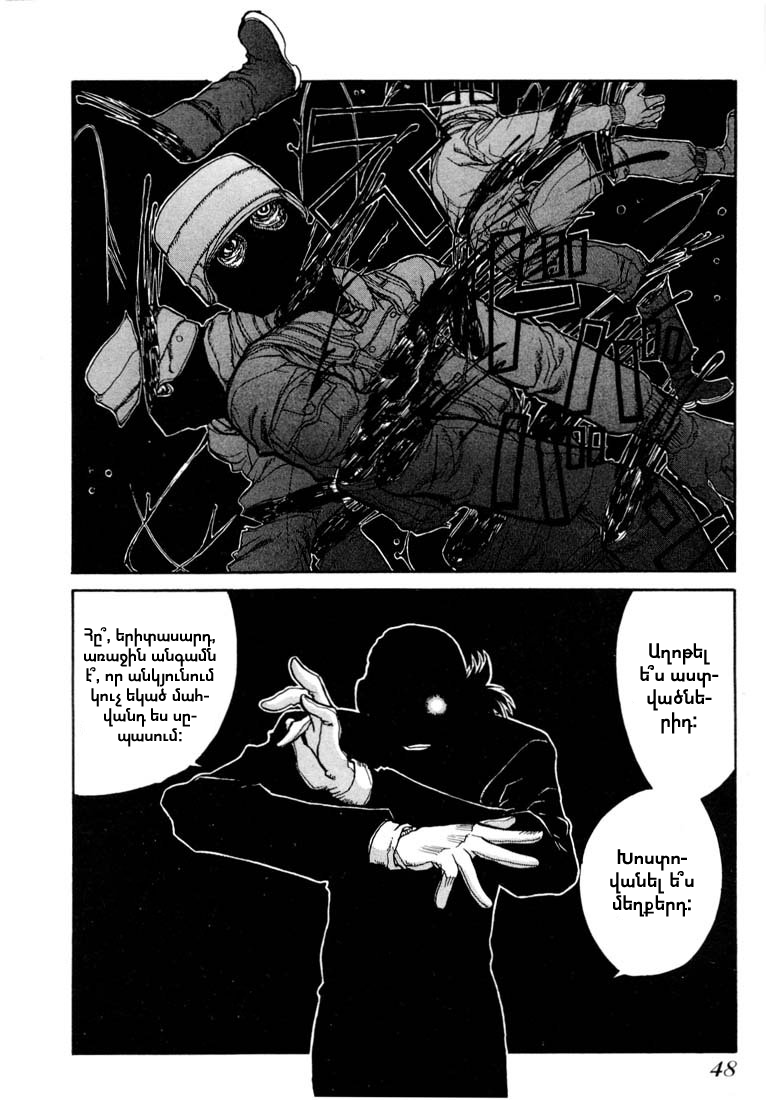 Աղոթել
ե՞ս աստ-
վածնե-
րիդ:
Խոստո-
վանել ե՞ս
մեղքերդ:
Հը՞, երիտասարդ,
առաջին անգամն
է՞, որ անկյունում
կուչ եկած մահ-
վանդ ես սը-
պասում:
48